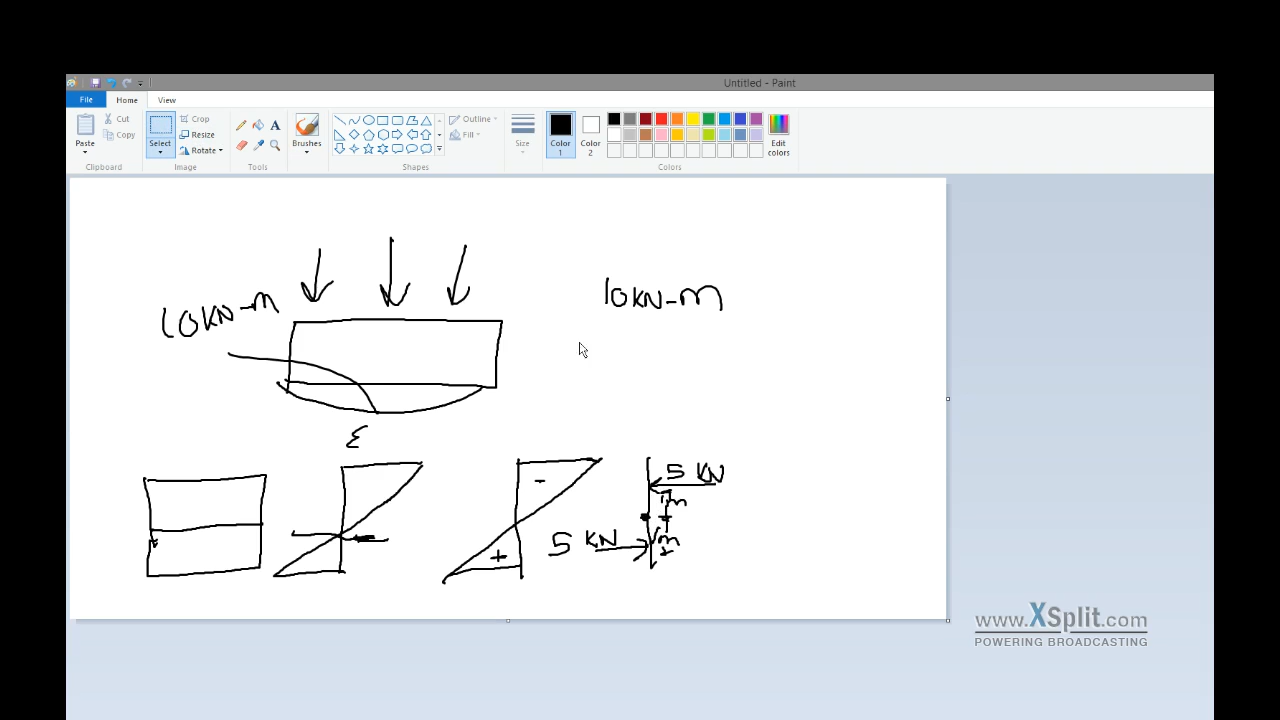 Untitled - Paint
File Home View
Paste Cut Copy Clipboard
Select Crop Resize Rotate Image
Tools
Brushes
Shapes
Outline Fill
Size
Color 1
Color 2
Edit colors
Colors
10KN-m
10KN-m
ε
-
+
5 KN
m
5 KN
m
www.XSplit.com
POWERING BROADCASTING